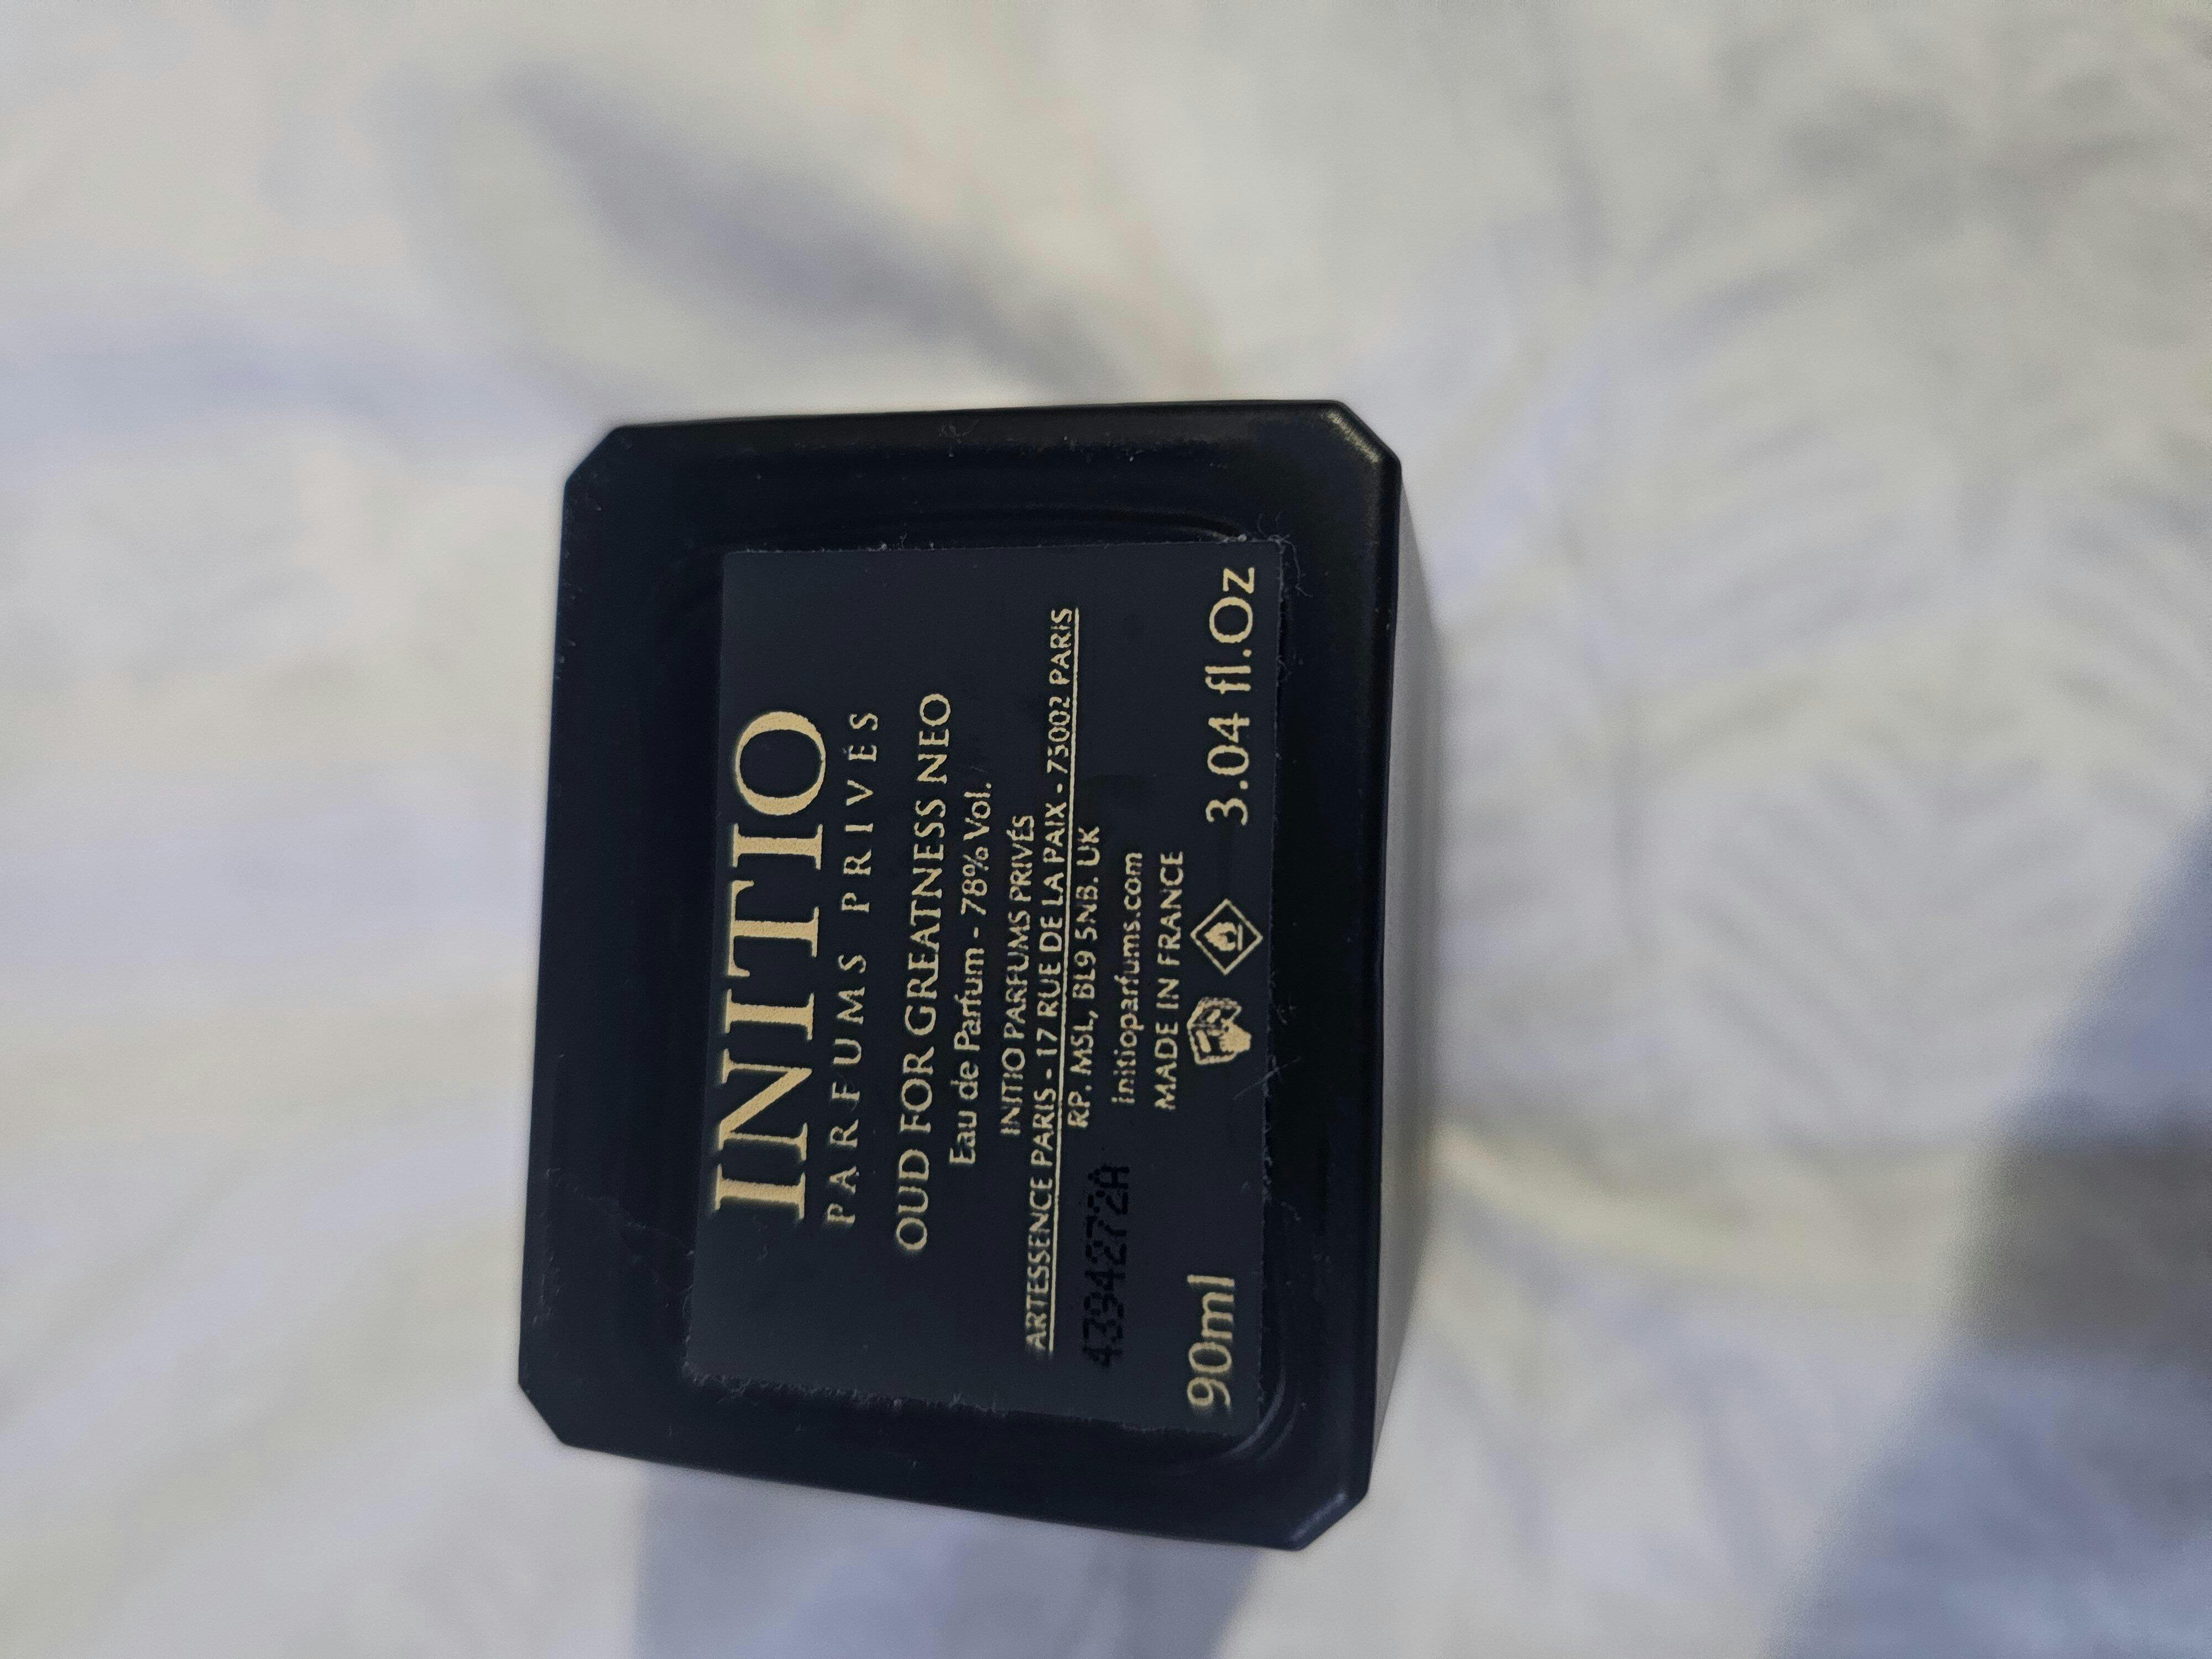 INITIO
PARFUMS PRIVÉS
OUD FOR GREATNESS NEO
Eau de Parfum - 78% Vol.
INITIO PARFUMS PRIVÉS
ARTESSENCE PARIS - 17 RUE DE LA PAIX - 75002 PARIS
RP. MSL, BL9 5NB. UK
initioparfums.com
MADE IN FRANCE
4394272A
90ml 3.04 fl.Oz